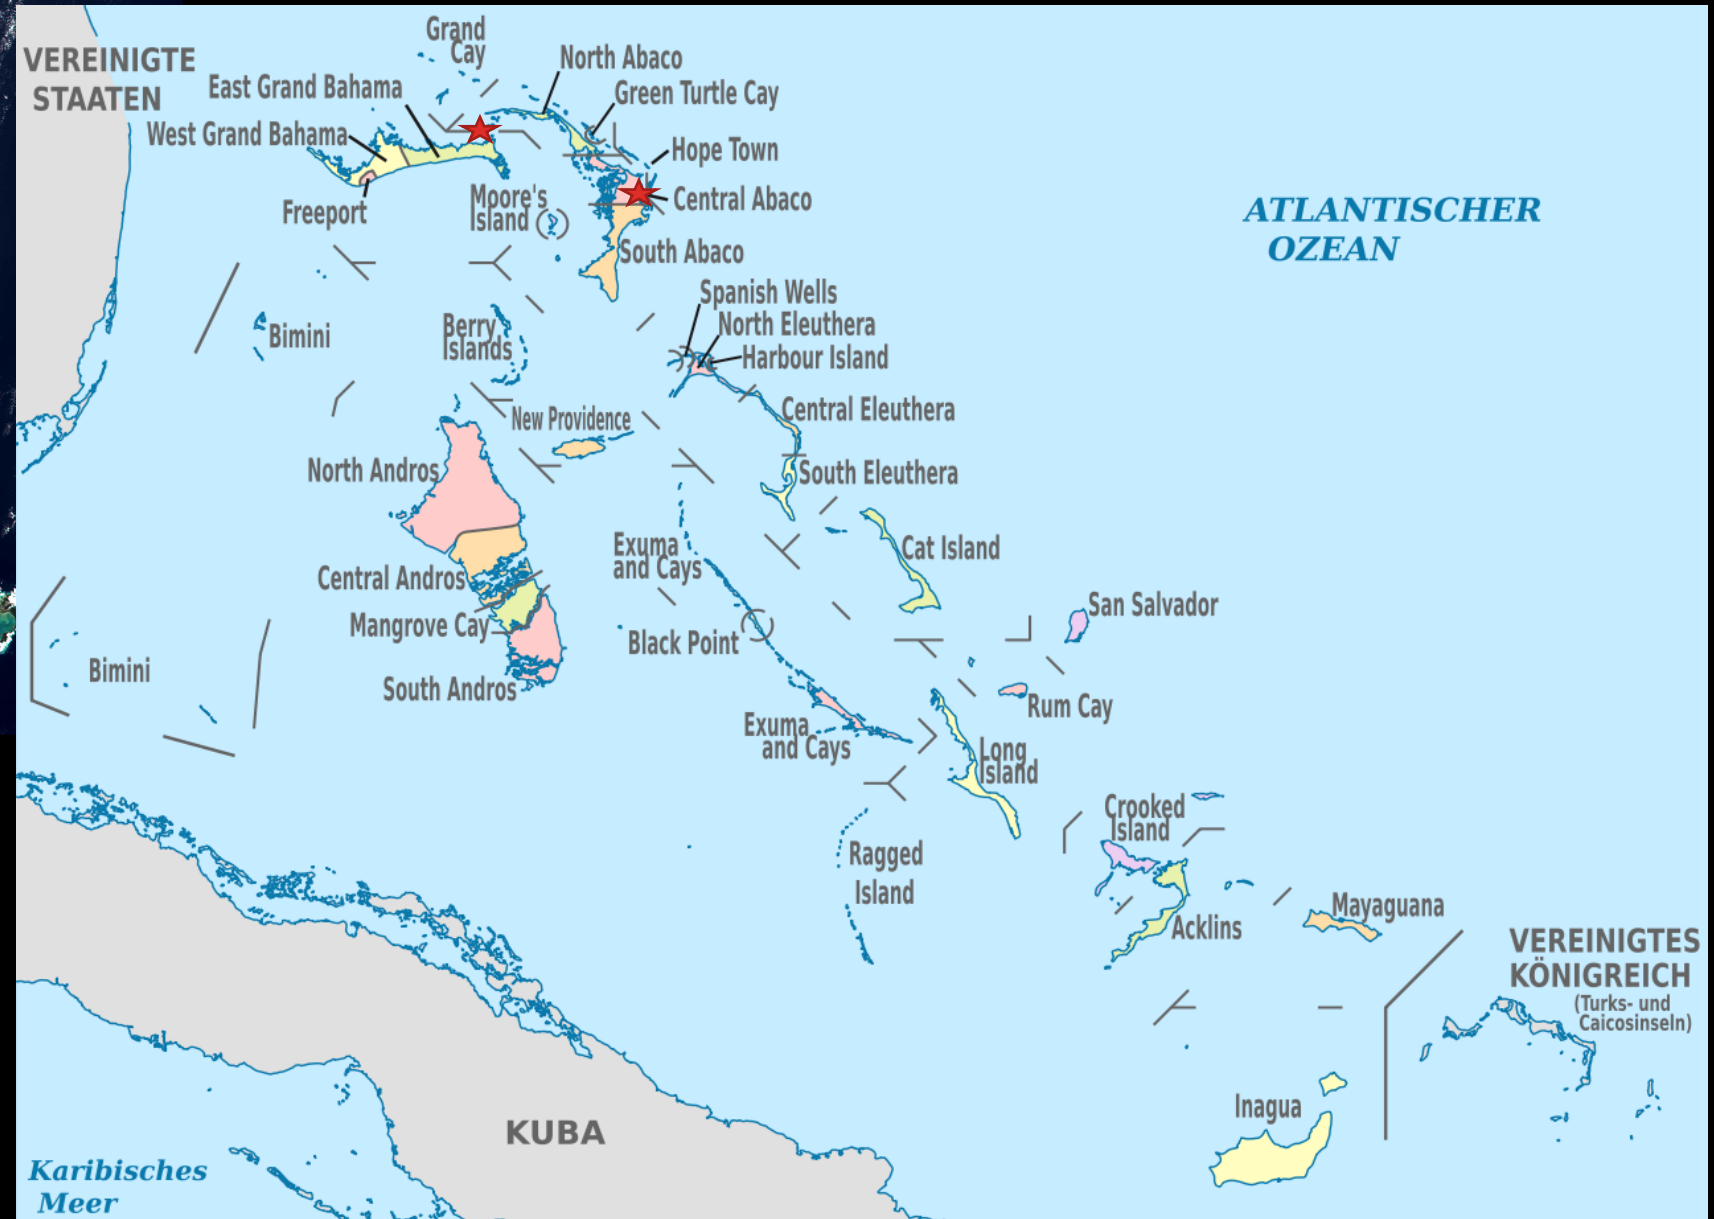 Grand
Cay
VEREINIGTE
STAATEN
North Abaco
East Grand Bahama
Green Turtle Cay
West Grand Bahama
Hope Town
Freeport
Moore's
Island
Central Abaco
ATLANTISCHER
OZEAN
South Abaco
Spanish Wells
North Eleuthera
Harbour Island
Bimini
Berry
Islands
New Providence
Central Eleuthera
North Andros
South Eleuthera
Exuma
and Cays
Cat Island
Central Andros
San Salvador
Mangrove Cay
Black Point
Bimini
South Andros
Rum Cay
Exuma
and Cays
Long
Island
Crooked
Island
Ragged
Island
Mayaguana
Acklins
VEREINIGTES
KÖNIGREICH
(Turks- und
Caicosinseln)
Inagua
KUBA
Karibisches
Meer